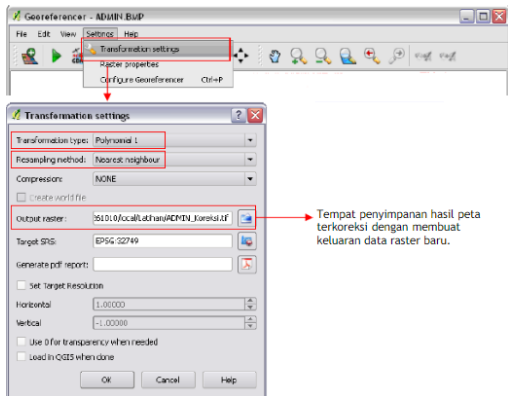 Georeferencer - ADMIN.BMP
File Edit View Settings Help
Transformation settings
Raster properties
Configure Georeferencer Ctrl+P
Transformation settings
Transformation type: Polynomial 1
Resampling method: Nearest neighbour
Compression: NONE
Create world file
Output raster: 051010/local/Latihan/ADMIN_Koreksi.tif
Tempat penyimpanan hasil peta
terkoreksi dengan membuat
keluaran data raster baru.
Target SRS: EPSG:32749
Generate pdf report:
Set Target Resolution
Horizontal 1.00000
Vertical -1.00000
Use 0 for transparency when needed
Load in QGIS when done
OK Cancel Help